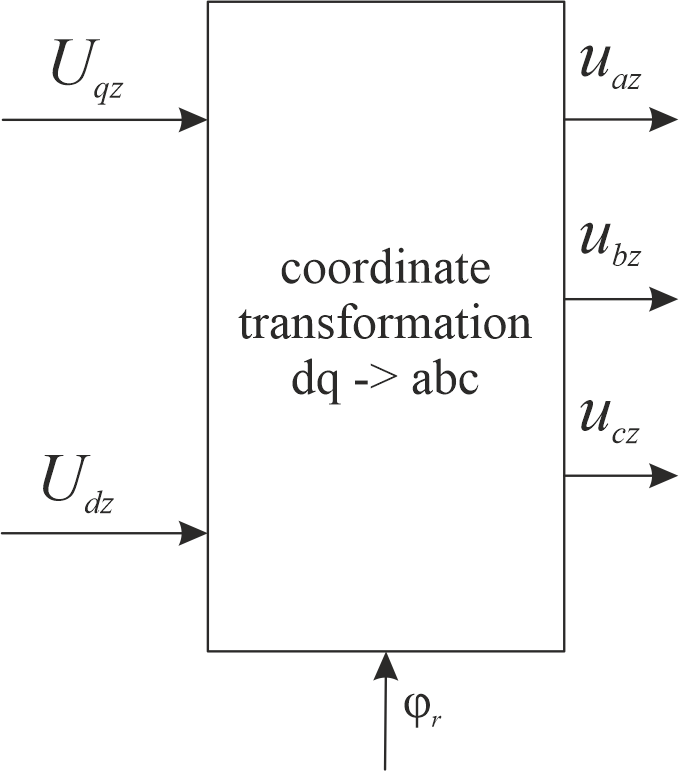 U_qz
u_az
u_bz
coordinate
transformation
dq -> abc
u_cz
U_dz
φ_r